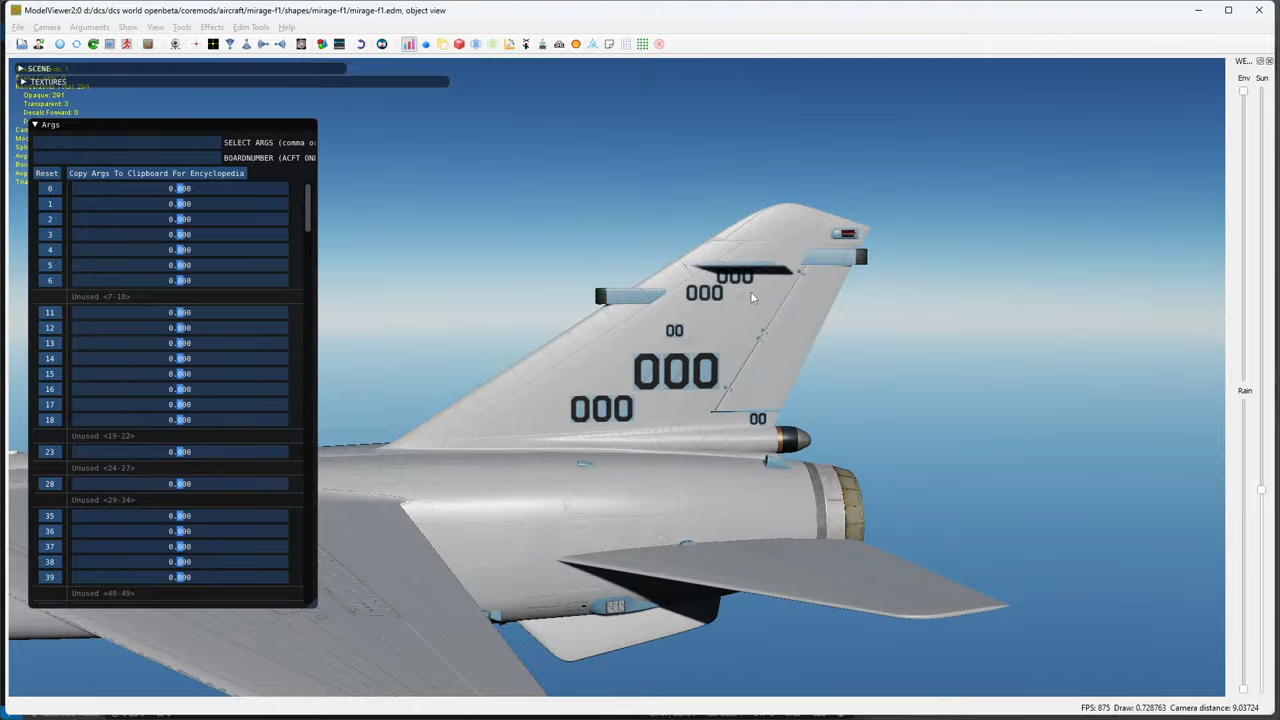 ModelViewer2.0 d:/dcs/dcs world openbeta/coremods/aircraft/mirage-f1/shapes/mirage-f1/mirage-f1.edm, object view
File Camera Arguments Show View Tools Effects Edm Tools Help
SCENE
TEXTURES
Opaque: 291
Transparent: 3
Decals Forward: 0
Args
SELECT ARGS (comma o
BOARDNUMBER (ACFT ONL
Reset Copy Args To Clipboard For Encyclopedia
0 0.000
1 0.000
2 0.000
3 0.000
4 0.000
5 0.000
6 0.000
Unused <7-10>
11 0.000
12 0.000
13 0.000
14 0.000
15 0.000
16 0.000
17 0.000
18 0.000
Unused <19-22>
23 0.000
Unused <24-27>
28 0.000
Unused <29-34>
35 0.000
36 0.000
37 0.000
38 0.000
39 0.000
Unused <40-49>
000
000
00
000
000
00
WE...
Env Sun
Rain
FPS: 875 Draw: 0.728763 Camera distance: 9.03724